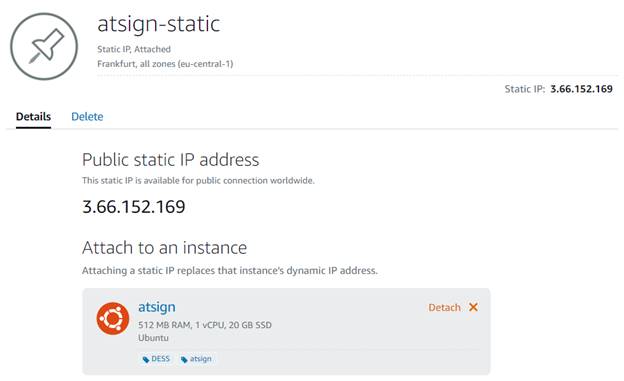 atsign-static
Static IP, Attached
Frankfurt, all zones (eu-central-1)
Static IP: 3.66.152.169
Details Delete
Public static IP address
This static IP is available for public connection worldwide.
3.66.152.169
Attach to an instance
Attaching a static IP replaces that instance's dynamic IP address.
atsign Detach
512 MB RAM, 1 vCPU, 20 GB SSD
Ubuntu
DESS atsign